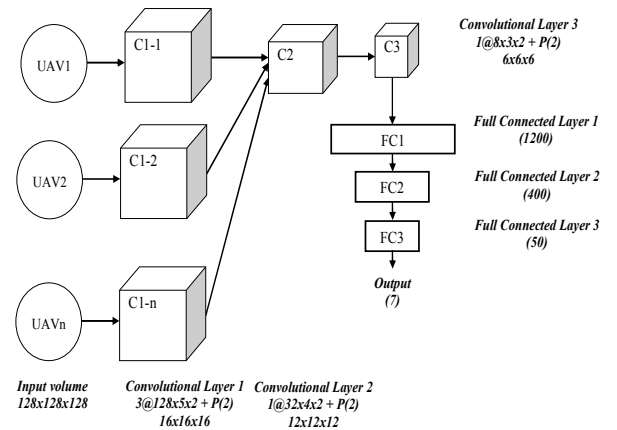 Convolutional Layer 3
1@8x3x2 + P(2)
6x6x6
UAV1
C1-1
C2
C3
Full Connected Layer 1
(1200)
FC1
UAV2
C1-2
Full Connected Layer 2
(400)
FC2
Full Connected Layer 3
(50)
FC3
Output
(7)
UAVn
C1-n
Input volume
128x128x128
Convolutional Layer 1
3@128x5x2 + P(2)
16x16x16
Convolutional Layer 2
1@32x4x2 + P(2)
12x12x12